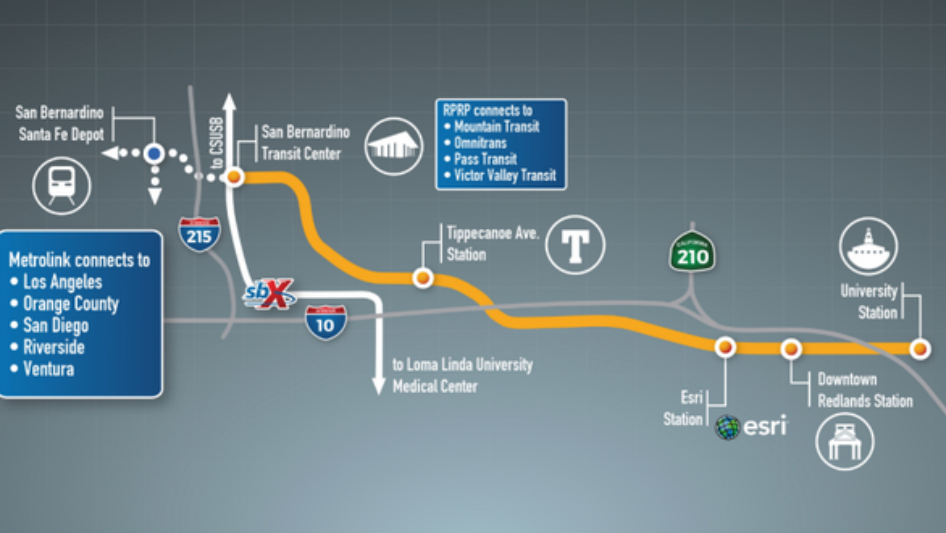 San Bernardino
Santa Fe Depot
to CSUSB
San Bernardino
Transit Center
RPRP connects to
• Mountain Transit
• Omnitrans
• Pass Transit
• Victor Valley Transit
215
Metrolink connects to
• Los Angeles
• Orange County
• San Diego
• Riverside
• Ventura
sbX
10
Tippecanoe Ave.
Station
T
CALIFORNIA
210
University
Station
to Loma Linda University
Medical Center
Esri
Station
esri
Downtown
Redlands Station